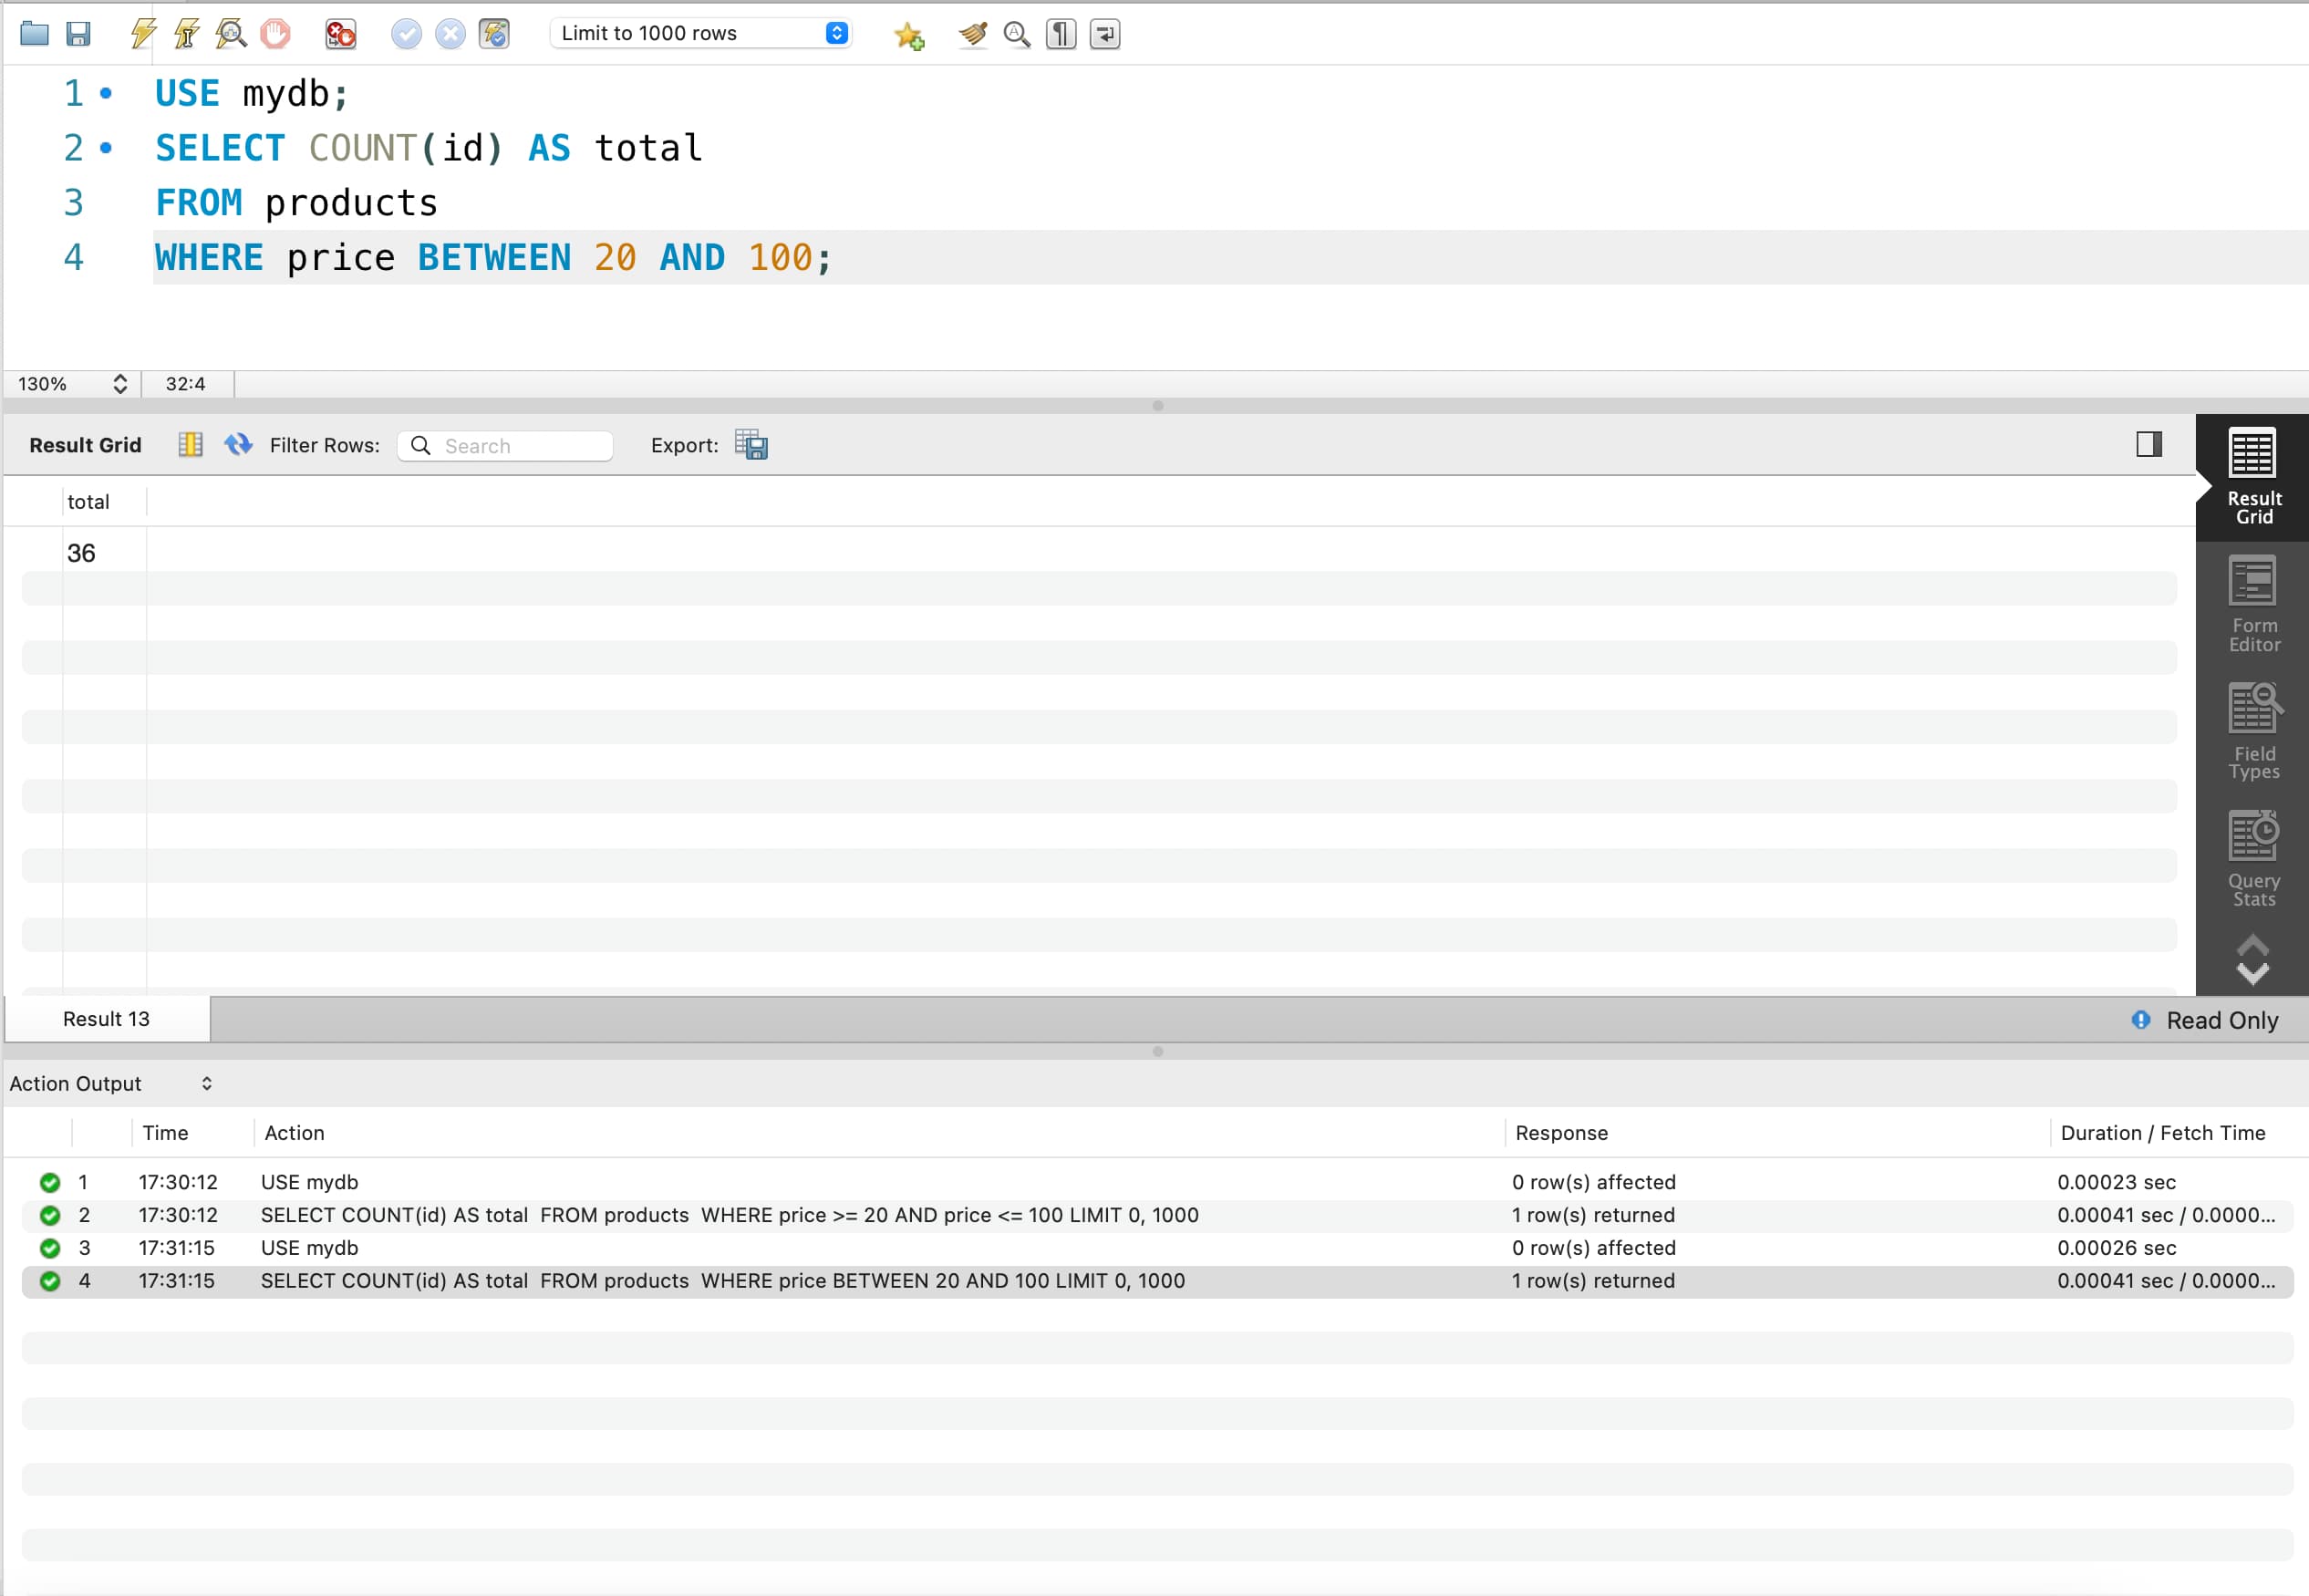 Limit to 1000 rows
1 USE mydb;
2 SELECT COUNT(id) AS total
3 FROM products
4 WHERE price BETWEEN 20 AND 100;
130% 32:4
Result Grid Filter Rows: Search Export:
total
36
Result
Grid
Form
Editor
Field
Types
Query
Stats
Result 13 Read Only
Action Output
Time Action Response Duration / Fetch Time
1 17:30:12 USE mydb 0 row(s) affected 0.00023 sec
2 17:30:12 SELECT COUNT(id) AS total  FROM products  WHERE price >= 20 AND price <= 100 LIMIT 0, 1000 1 row(s) returned 0.00041 sec / 0.0000...
3 17:31:15 USE mydb 0 row(s) affected 0.00026 sec
4 17:31:15 SELECT COUNT(id) AS total  FROM products  WHERE price BETWEEN 20 AND 100 LIMIT 0, 1000 1 row(s) returned 0.00041 sec / 0.0000...